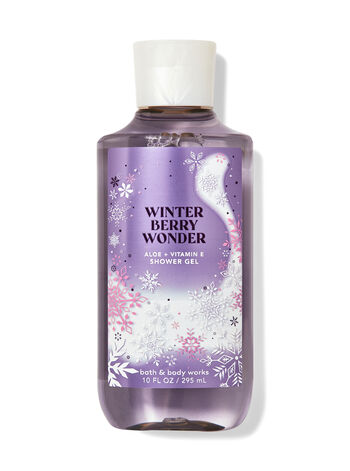 WINTER
BERRY
WONDER
ALOE + VITAMIN E
SHOWER GEL
bath & body works
10 FL OZ / 295 mL